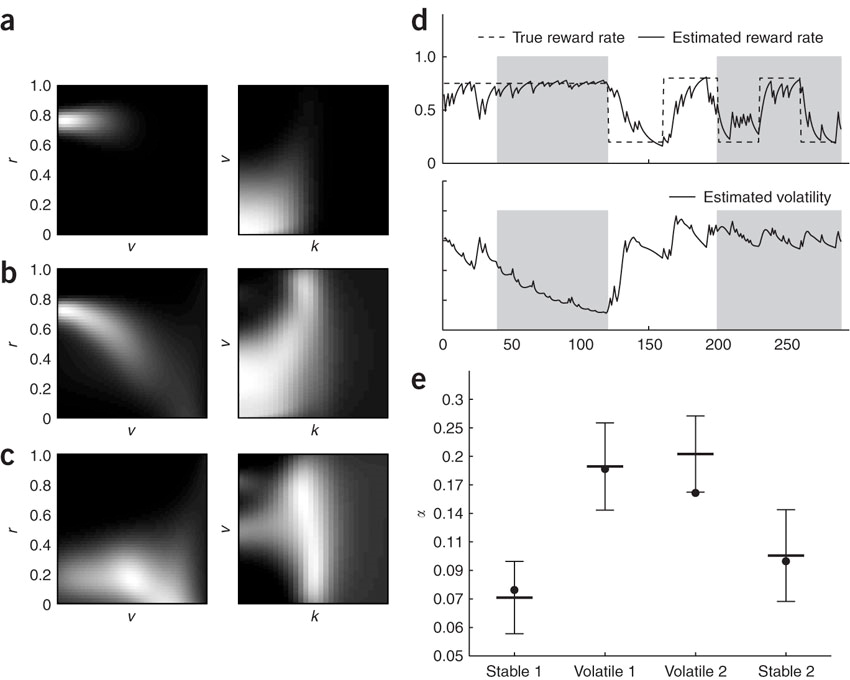 a
1.0
0.8
0.6
0.4
0.2
0
r
v
v
k
b
1.0
0.8
0.6
0.4
0.2
0
r
v
v
k
c
1.0
0.8
0.6
0.4
0.2
0
r
v
v
k
d
True reward rate
Estimated reward rate
1.0
0.5
0
Estimated volatility
0 50 100 150 200 250
e
0.3
0.25
0.2
0.17
0.14
0.11
0.09
0.07
0.06
0.05
α
Stable 1 Volatile 1 Volatile 2 Stable 2